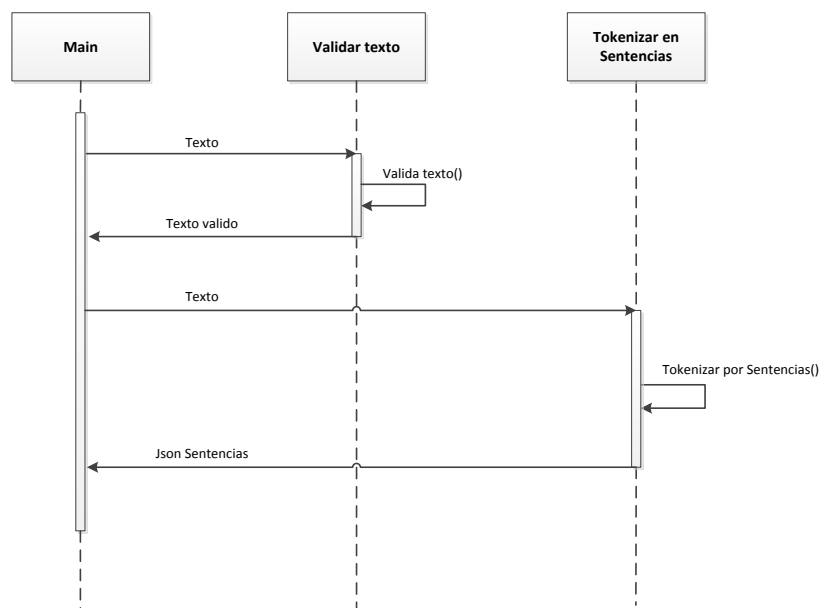 Main
Validar texto
Tokenizar en
Sentencias
Texto
Valida texto()
Texto valido
Texto
Tokenizar por Sentencias()
Json Sentencias